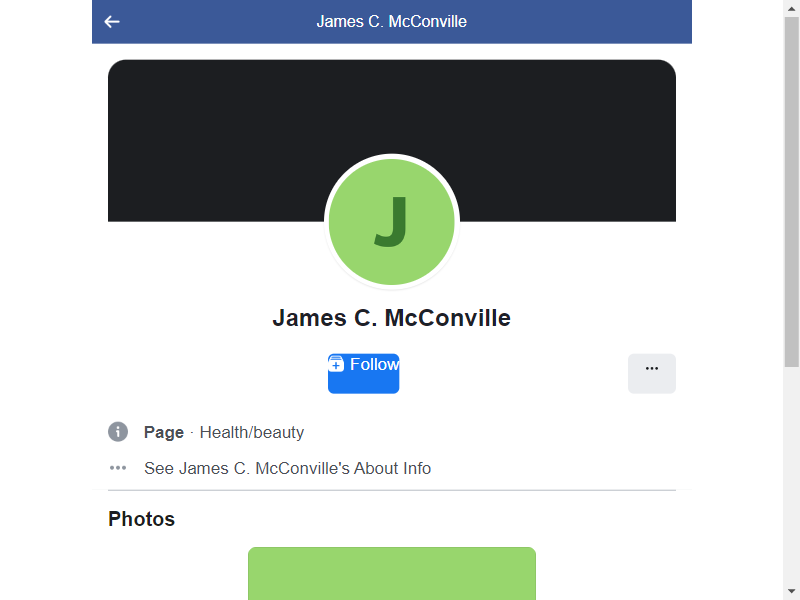 James C. McConville
J
James C. McConville
Follow
Page · Health/beauty
See James C. McConville's About Info
Photos